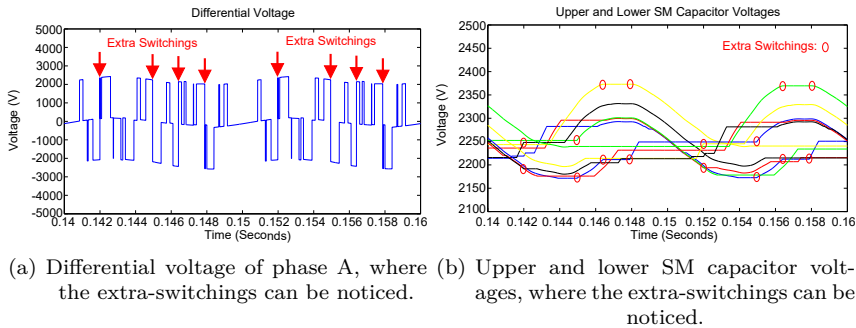 Differential Voltage
Extra Switchings
Extra Switchings
5000
4000
3000
2000
1000
0
-1000
-2000
-3000
-4000
-5000
Voltage (V)
0.14 0.142 0.144 0.146 0.148 0.15 0.152 0.154 0.156 0.158 0.16
Time (Seconds)
(a) Differential voltage of phase A, where
the extra-switchings can be noticed.
Upper and Lower SM Capacitor Voltages
Extra Switchings:
2500
2450
2400
2350
2300
2250
2200
2150
2100
Voltage (V)
0.14 0.142 0.144 0.146 0.148 0.15 0.152 0.154 0.156 0.158 0.16
Time (Seconds)
(b) Upper and lower SM capacitor volt-
ages, where the extra-switchings can be
noticed.